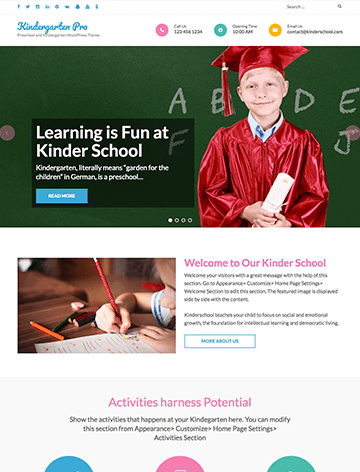 Search ...
Kindergarten Pro
Preschool and Kindergarten WordPress Theme
Call Us
123 456 1234
Opening Time
10:00 AM
Email Us
contact@kinderschool.com
A B C D E
F
Learning is Fun at
Kinder School
Kindergarten, literally means "garden for the
children" in German, is a preschool...
READ MORE
Welcome to Our Kinder School
Welcome your visitors with a great message with the help of this
section. Go to Appearance> Customize> Home Page Settings>
Welcome Section to edit this section. The featured image is displayed
side by side with the content.
Kinderschool teaches your child to focus on social and emotional
growth, the foundation for intellectual learning and democratic living.
MORE ABOUT US
Activities harness Potential
Show the activities that happens at your Kindegarten here. You can modify
this section from Appearance> Customize> Home Page Settings>
Activities Section